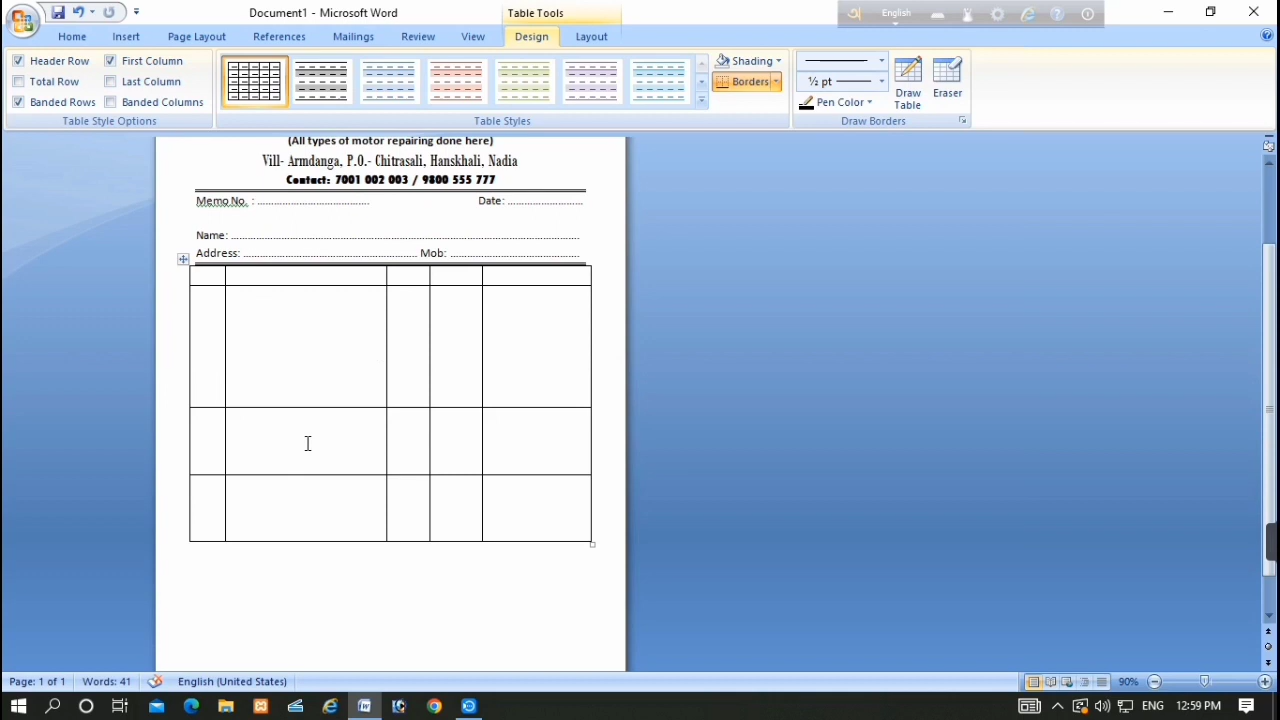 Document1 - Microsoft Word
Table Tools
English
Home Insert Page Layout References Mailings Review View Design Layout
Header Row First Column
Total Row Last Column
Banded Rows Banded Columns
Table Style Options
Table Styles
Shading
Borders
½ pt
Pen Color
Draw Table
Eraser
Draw Borders
(All types of motor repairing done here)
Vill- Armdanga, P.O.- Chitrasali, Hanskhali, Nadia
Contact: 7001 002 003 / 9800 555 777
Memo No. : ........................................ Date: ...........................
Name: ................................................................................................................................
Address: ............................................................... Mob: ..............................................
Page: 1 of 1 Words: 41 English (United States) 90%
ENG 12:59 PM